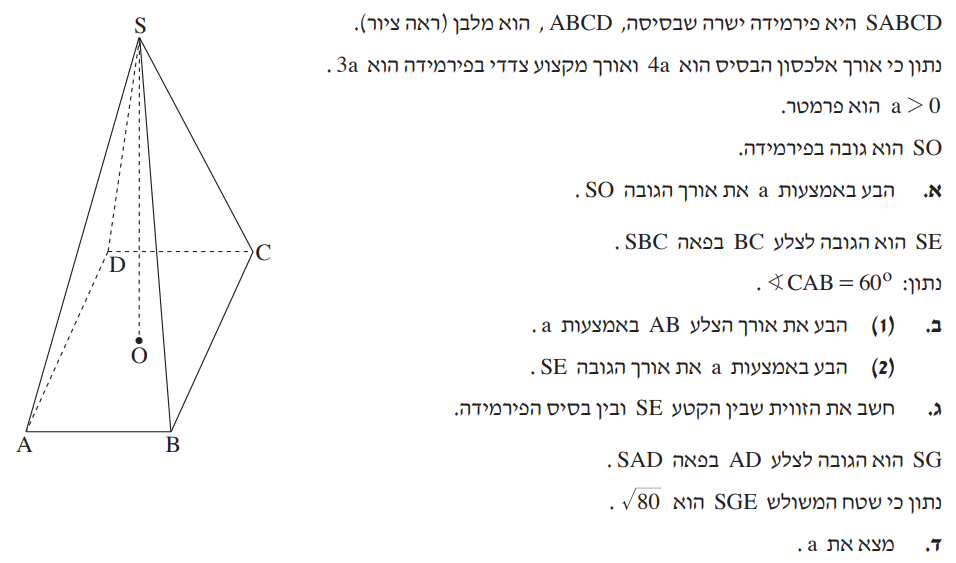 SABCD היא פירמידה ישרה שבסיסה, ABCD , הוא מלבן (ראה ציור).
נתון כי אורך אלכסון הבסיס הוא 4a ואורך מקצוע צדדי בפירמידה הוא 3a .
a > 0 הוא פרמטר.
SO הוא גובה בפירמידה.
א. הבע באמצעות a את אורך הגובה SO .
SE הוא הגובה לצלע BC בפאה SBC .
נתון: ∢CAB = 60° .
ב. (1) הבע את אורך הצלע AB באמצעות a .
(2) הבע באמצעות a את אורך הגובה SE .
ג. חשב את הזווית שבין הקטע SE ובין בסיס הפירמידה.
SG הוא הגובה לצלע AD בפאה SAD .
נתון כי שטח המשולש SGE הוא √80 .
ד. מצא את a .
S
D
C
O
A
B